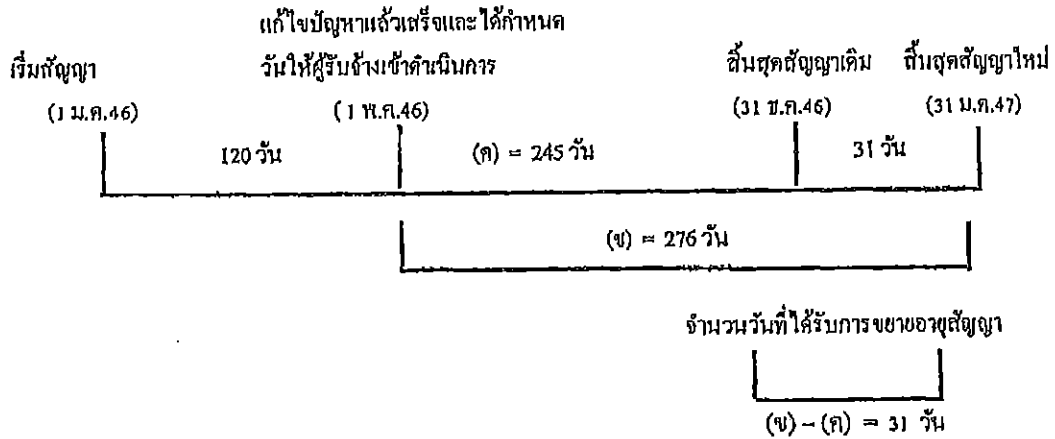 แก้ไขปัญหาแล้วเสร็จและได้กำหนด
เริ่มสัญญา วันให้ผู้รับจ้างเข้าดำเนินการ สิ้นสุดสัญญาเดิม สิ้นสุดสัญญาใหม่
(1 ม.ค.46) (1 พ.ค.46) (31 ธ.ค.46) (31 ม.ค.47)
120 วัน (ค) = 245 วัน 31 วัน
(ข) = 276 วัน
จำนวนวันที่ได้รับการขยายอายุสัญญา
(ข) – (ค) = 31 วัน